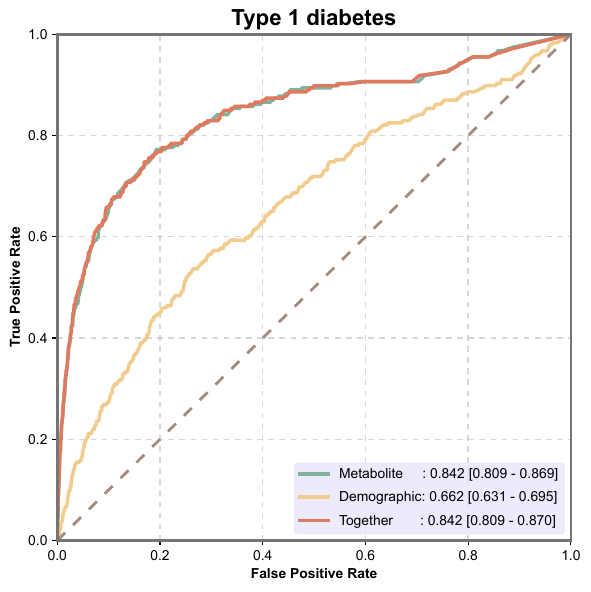 Type 1 diabetes
True Positive Rate
1.0
0.8
0.6
0.4
0.2
0.0
Metabolite : 0.842 [0.809 - 0.869]
Demographic: 0.662 [0.631 - 0.695]
Together : 0.842 [0.809 - 0.870]
0.0 0.2 0.4 0.6 0.8 1.0
False Positive Rate